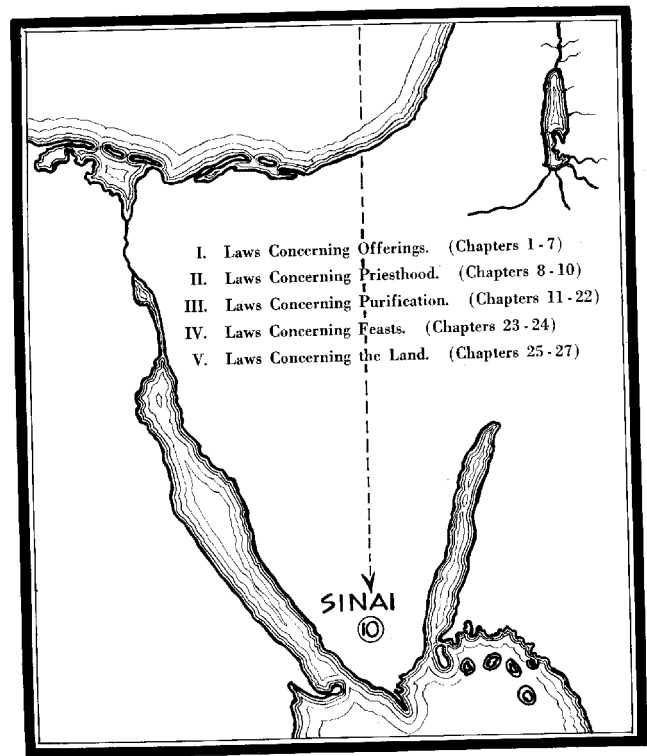 I. Laws Concerning Offerings. (Chapters 1-7)
II. Laws Concerning Priesthood. (Chapters 8-10)
III. Laws Concerning Purification. (Chapters 11-22)
IV. Laws Concerning Feasts. (Chapters 23-24)
V. Laws Concerning the Land. (Chapters 25-27)
SINAI
10